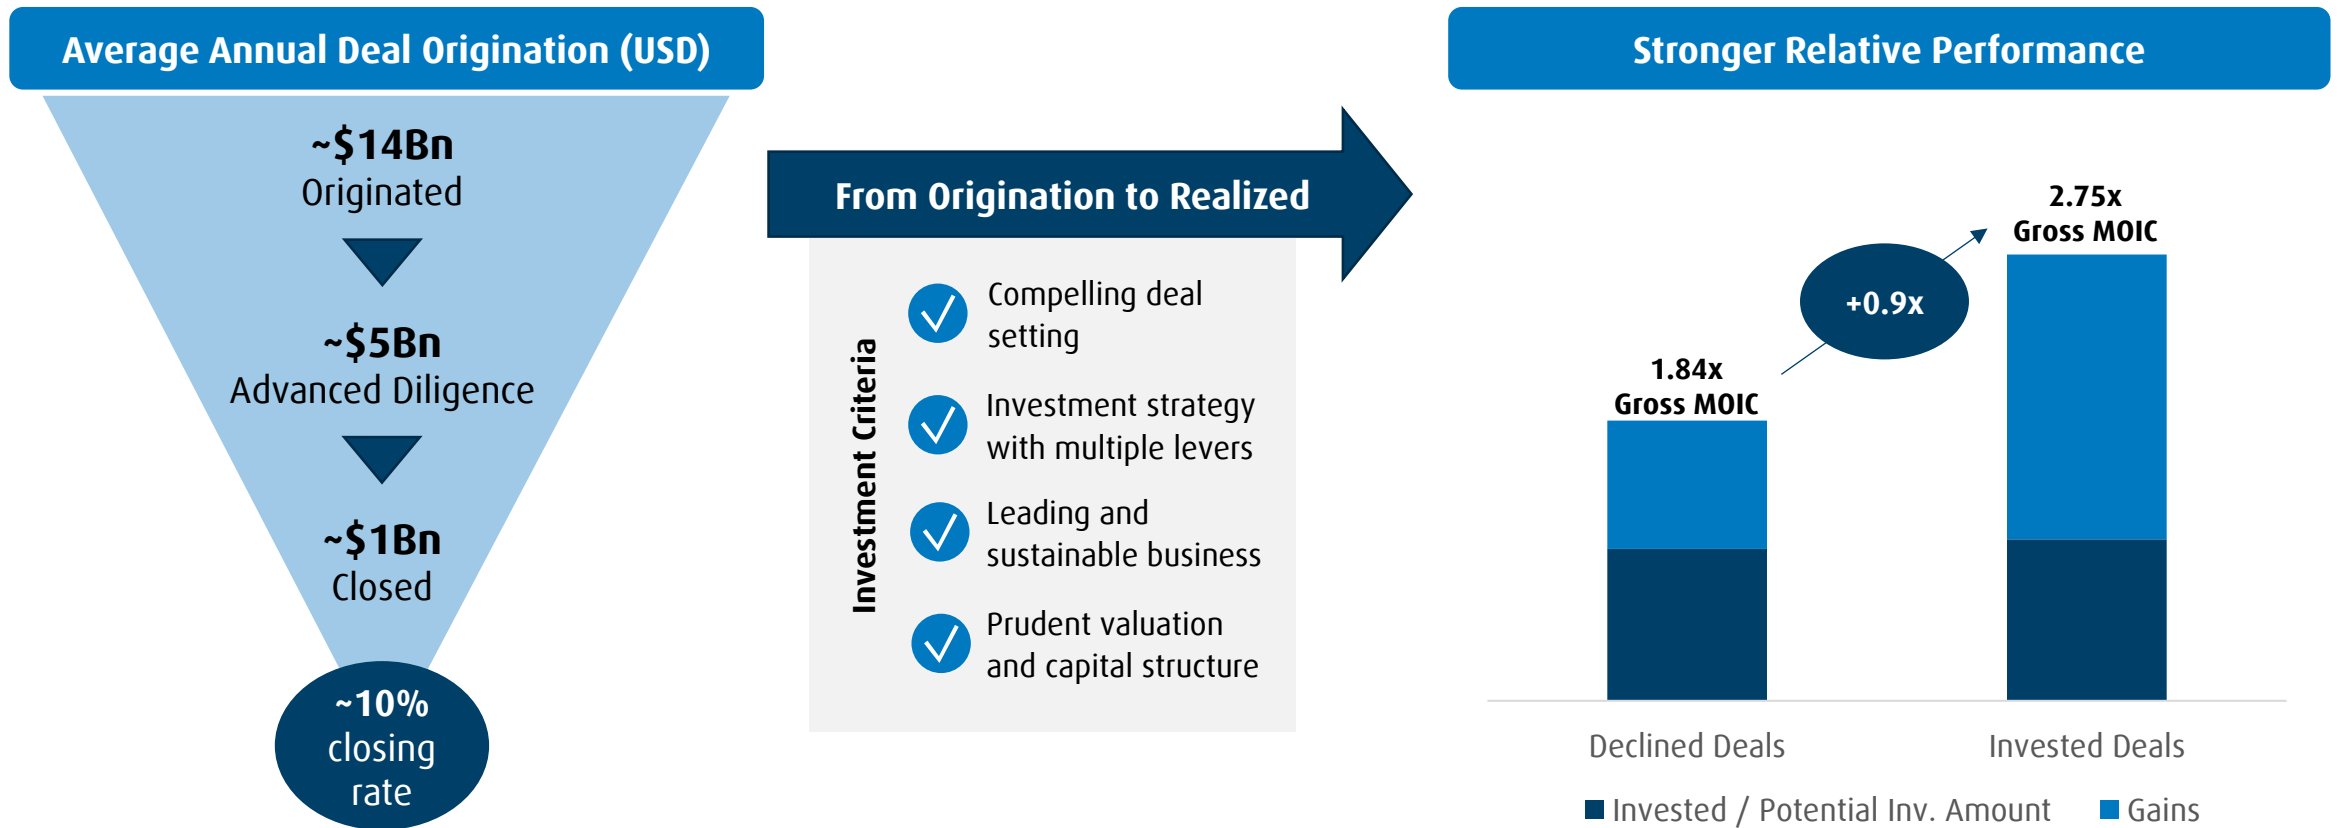 Average Annual Deal Origination (USD)
~$14Bn
Originated
~$5Bn
Advanced Diligence
~$1Bn
Closed
~10%
closing
rate
From Origination to Realized
Investment Criteria
Compelling deal
setting
Investment strategy
with multiple levers
Leading and
sustainable business
Prudent valuation
and capital structure
Stronger Relative Performance
1.84x
Gross MOIC
+0.9x
2.75x
Gross MOIC
Declined Deals
Invested Deals
Invested / Potential Inv. Amount
Gains